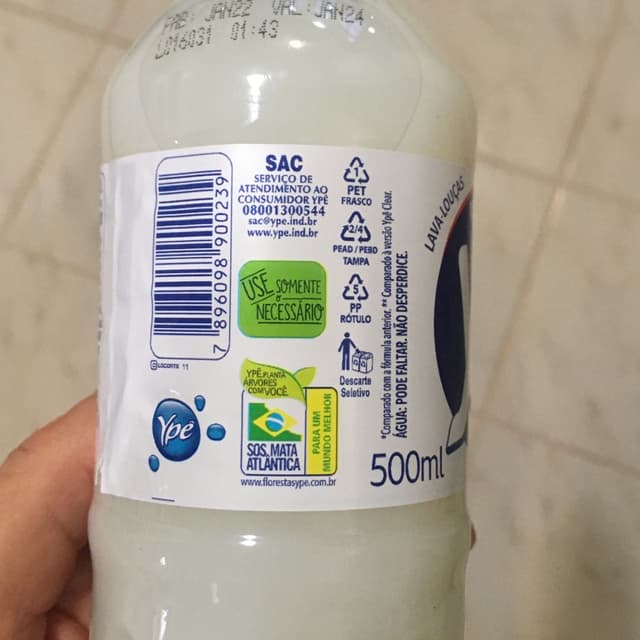 FAB: JAN22 VAL: JAN24
L016031 01:43
7 896098 900239
LOCORTE 11
SAC
SERVIÇO DE
ATENDIMENTO AO
CONSUMIDOR YPÊ
08001300544
sac@ype.ind.br
www.ype.ind.br
USE SOMENTE
O
NECESSÁRIO
YPÊ PLANTA
ÁRVORES
COM VOCÊ.
SOS MATA
ATLÂNTICA
PARA UM
MUNDO MELHOR
www.florestasype.com.br
Ypê
1
PET
FRASCO
2/4
PEAD / PEBD
TAMPA
5
PP
RÓTULO
Descarte
Seletivo
*Comparado com a fórmula anterior. ** Comparado à versão Ypê Clear.
ÁGUA: PODE FALTAR. NÃO DESPERDICE.
500ml
LAVA-LOUÇAS